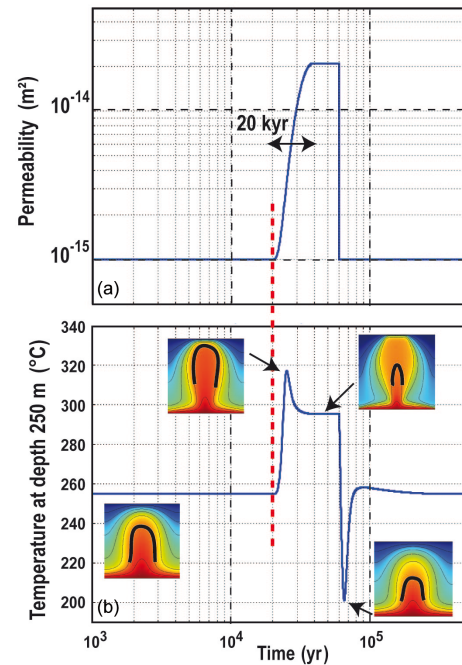 Permeability (m²)
10⁻¹⁴
20 kyr
10⁻¹⁵
(a)
Temperature at depth 250 m (°C)
340
320
300
280
260
240
220
200
(b)
10³
10⁴
10⁵
Time (yr)